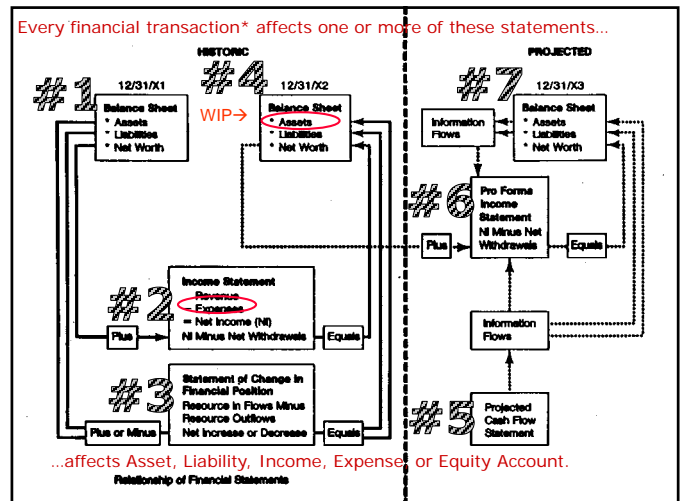 Every financial transaction* affects one or more of these statements...
HISTORIC
PROJECTED
#1
#4
#7
12/31/X1
12/31/X2
12/31/X3
Balance Sheet
* Assets
* Liabilities
* Net Worth
WIP→
Balance Sheet
* Assets
* Liabilities
* Net Worth
Information
Flows
Balance Sheet
* Assets
* Liabilities
* Net Worth
#6
Pro Forma
Income
Statement
NI Minus Net
Withdrawals
Plus
Equals
#2
Income Statement
Revenue
- Expenses
= Net Income (NI)
NI Minus Net Withdrawals
Plus
Equals
Information
Flows
#3
Statement of Change in
Financial Position
Resource In Flows Minus
Resource Outflows
Net Increase or Decrease
Plus or Minus
Equals
#5
Projected
Cash Flow
Statement
...affects Asset, Liability, Income, Expense, or Equity Account.
Relationship of Financial Statements